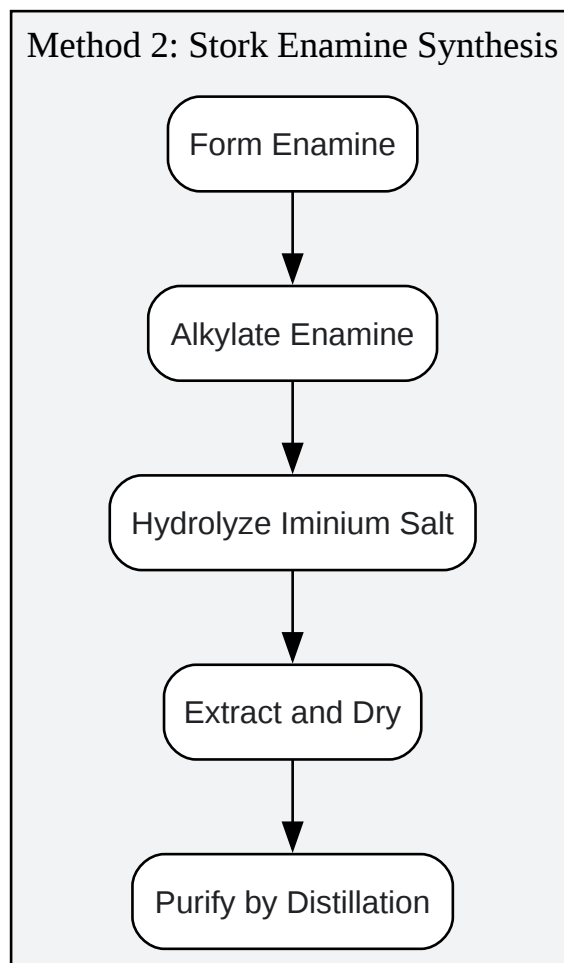 Method 2: Stork Enamine Synthesis
Form Enamine
Alkylate Enamine
Hydrolyze Iminium Salt
Extract and Dry
Purify by Distillation